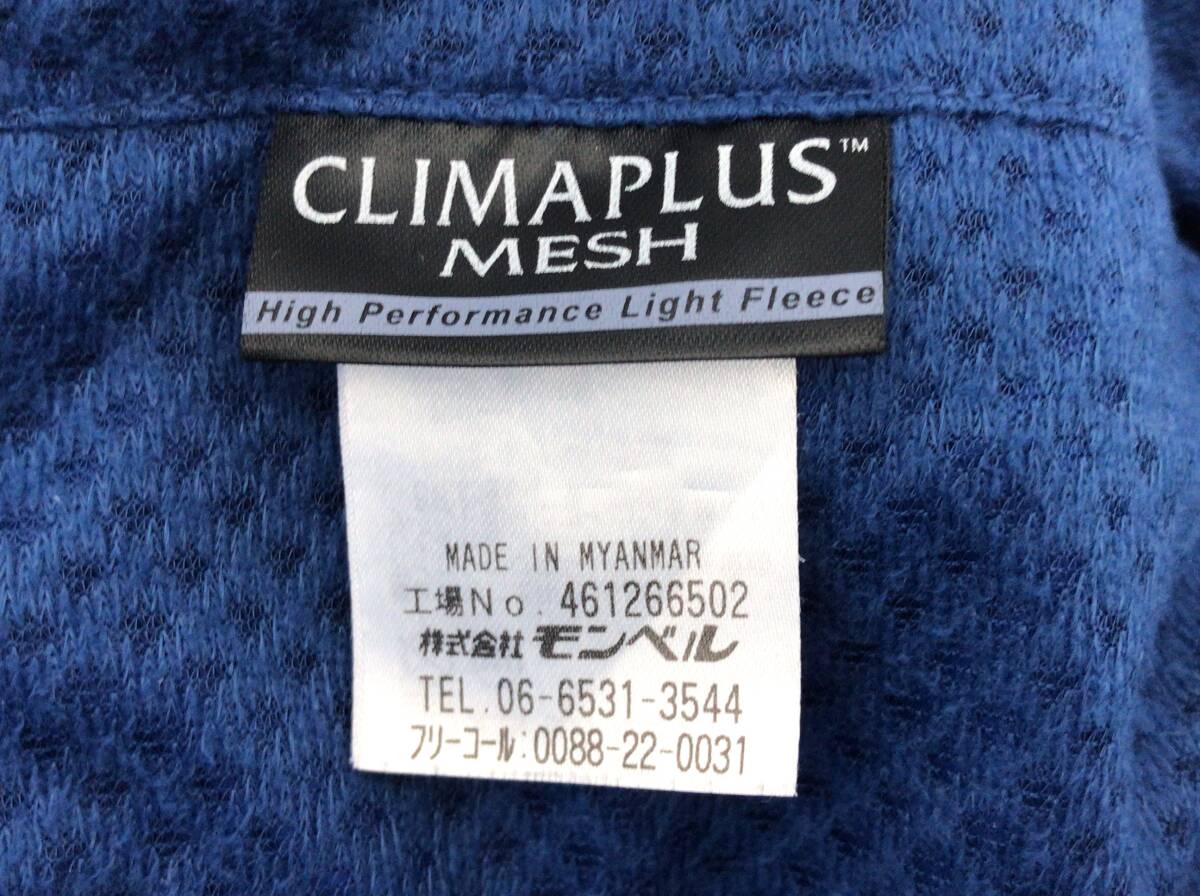 CLIMAPLUS™
MESH
High Performance Light Fleece
MADE IN MYANMAR
工場No. 461266502
株式会社 モンベル
TEL.06-6531-3544
フリーコール:0088-22-0031